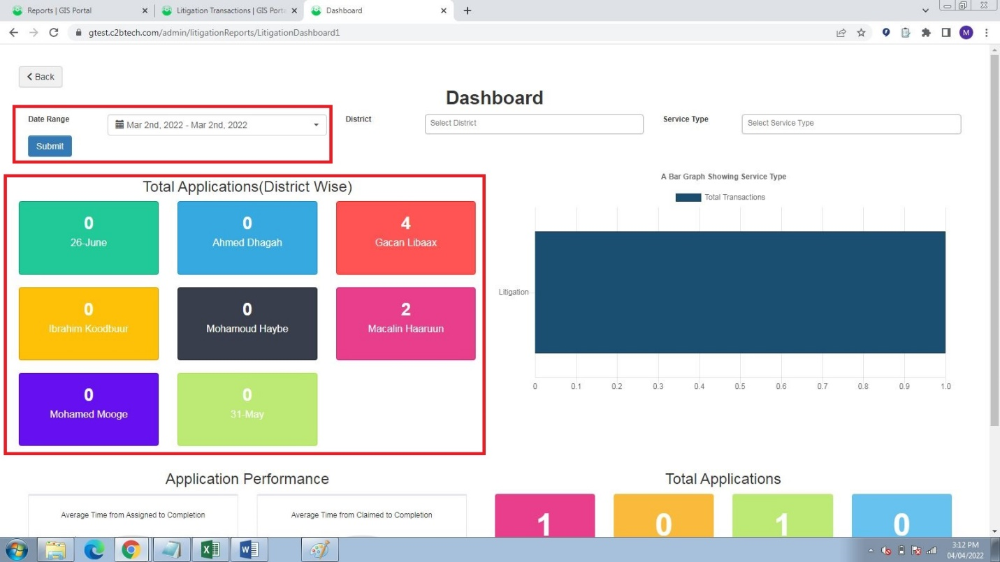 Reports | GIS Portal
Litigation Transactions | GIS Porta
Dashboard
gtest.c2btech.com/admin/litigationReports/LitigationDashboard1
M
Back
Dashboard
Date Range
Mar 2nd, 2022 - Mar 2nd, 2022
District
Select District
Service Type
Select Service Type
Submit
Total Applications(District Wise)
0
26-June
0
Ahmed Dhagah
4
Gacan Libaax
0
Ibrahim Koodbuur
0
Mohamoud Haybe
2
Macalin Haaruun
0
Mohamed Mooge
0
31-May
A Bar Graph Showing Service Type
Total Transactions
Litigation
0 0.1 0.2 0.3 0.4 0.5 0.6 0.7 0.8 0.9 1.0
Application Performance
Average Time from Assigned to Completion
Average Time from Claimed to Completion
Total Applications
1 0 1 0
3:12 PM
04/04/2022